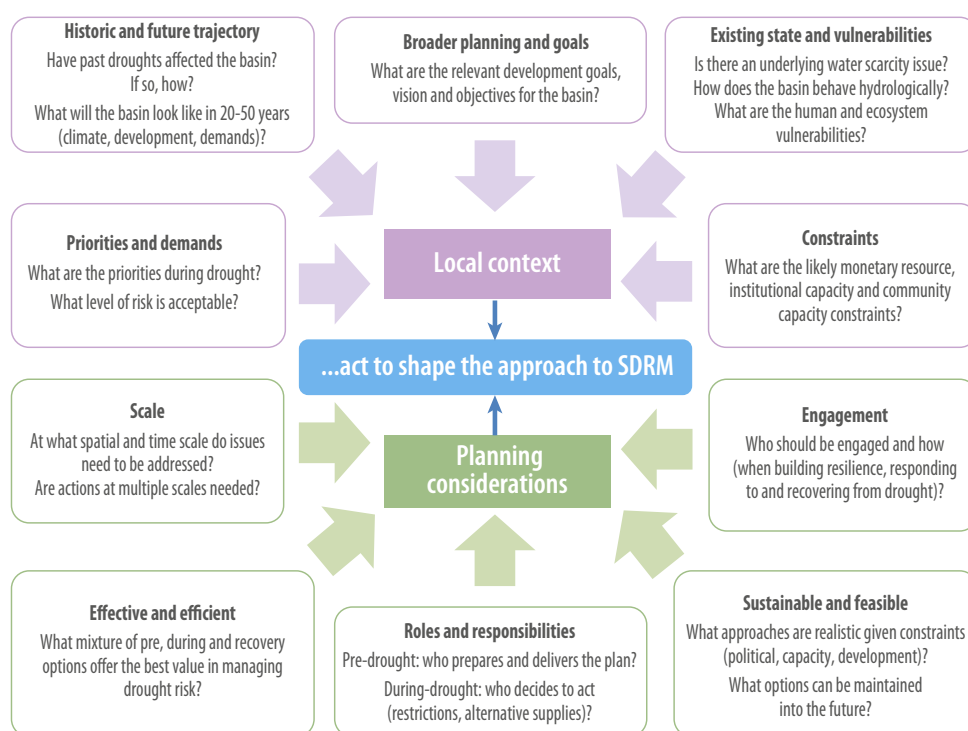 Historic and future trajectory
Have past droughts affected the basin?
If so, how?
What will the basin look like in 20-50 years
(climate, development, demands)?
Broader planning and goals
What are the relevant development goals,
vision and objectives for the basin?
Existing state and vulnerabilities
Is there an underlying water scarcity issue?
How does the basin behave hydrologically?
What are the human and ecosystem
vulnerabilities?
Priorities and demands
What are the priorities during drought?
What level of risk is acceptable?
Local context
Constraints
What are the likely monetary resource,
institutional capacity and community
capacity constraints?
...act to shape the approach to SDRM
Scale
At what spatial and time scale do issues
need to be addressed?
Are actions at multiple scales needed?
Planning
considerations
Engagement
Who should be engaged and how
(when building resilience, responding
to and recovering from drought)?
Effective and efficient
What mixture of pre, during and recovery
options offer the best value in managing
drought risk?
Roles and responsibilities
Pre-drought: who prepares and delivers the plan?
During-drought: who decides to act
(restrictions, alternative supplies)?
Sustainable and feasible
What approaches are realistic given constraints
(political, capacity, development)?
What options can be maintained
into the future?